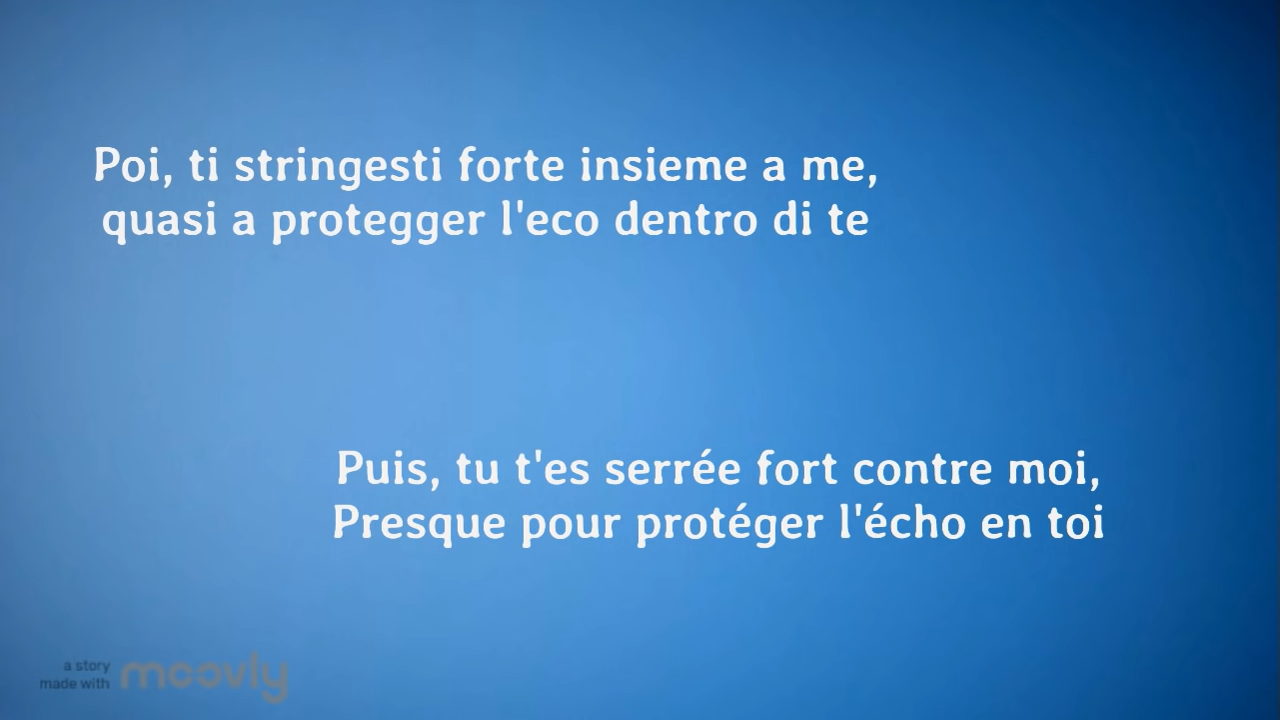 Poi, ti stringesti forte insieme a me,
quasi a protegger l'eco dentro di te
Puis, tu t'es serrée fort contre moi,
Presque pour protéger l'écho en toi
a story
made with moovly